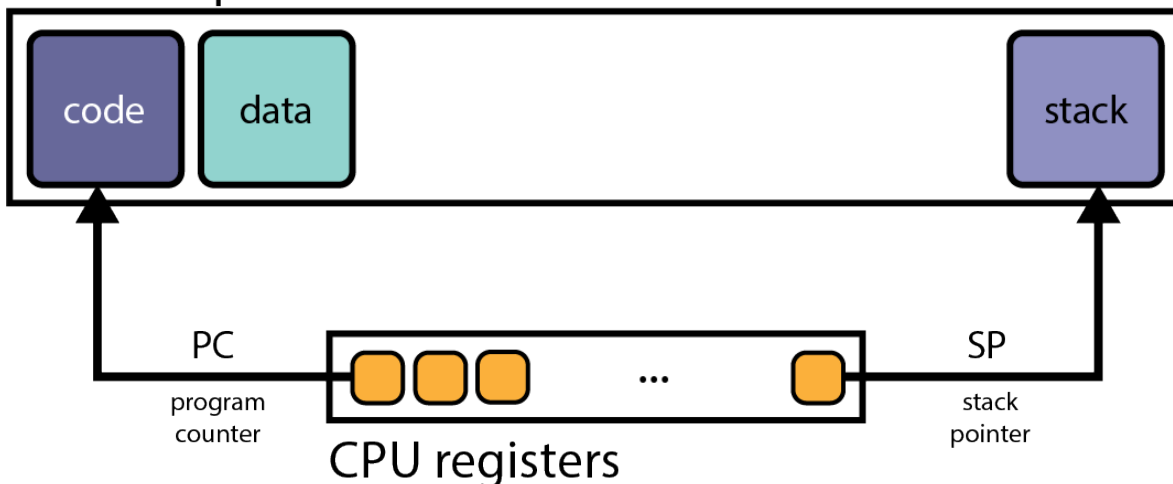 code
data
stack
PC
program
counter
...
SP
stack
pointer
CPU registers